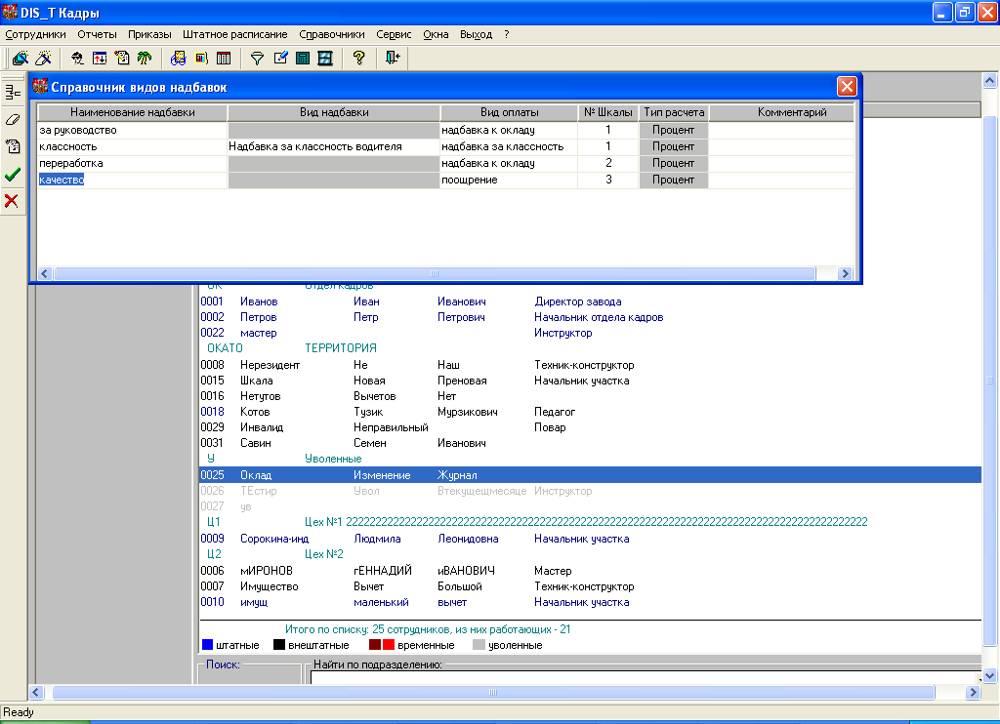 DIS_T Кадры
Сотрудники Отчеты Приказы Штатное расписание Справочники Сервис Окна Выход ?
Справочник видов надбавок
Наименование надбавки Вид надбавки Вид оплаты № Шкалы Тип расчета Комментарий
за руководство надбавка к окладу 1 Процент
классность Надбавка за классность водителя надбавка за классность 1 Процент
переработка надбавка к окладу 2 Процент
качество поощрение 3 Процент
ОК Отдел кадров
0001 Иванов Иван Иванович Директор завода
0002 Петров Петр Петрович Начальник отдела кадров
0022 мастер Инструктор
ОКАТО ТЕРРИТОРИЯ
0008 Нерезидент Не Наш Техник-конструктор
0015 Шкала Новая Преновая Начальник участка
0016 Нетутов Вычетов Нет
0018 Котов Тузик Мурзикович Педагог
0029 Инвалид Неправильный Повар
0031 Савин Семен Иванович
У Уволенные
0025 Оклад Изменение Журнал
0026 ТЕстир Увол Втекущещмесяце Инструктор
0027 ув
Ц1 Цех №1
0009 Сорокина-инд Людмила Леонидовна Начальник участка
Ц2 Цех №2
0006 мИРОНОВ гЕННАДИЙ иВАНОВИЧ Мастер
0007 Имущество Вычет Большой Техник-конструктор
0010 имущ маленький вычет Начальник участка
Итого по списку: 25 сотрудников, из них работающих - 21
штатные внештатные временные уволенные
Поиск: Найти по подразделению:
Ready